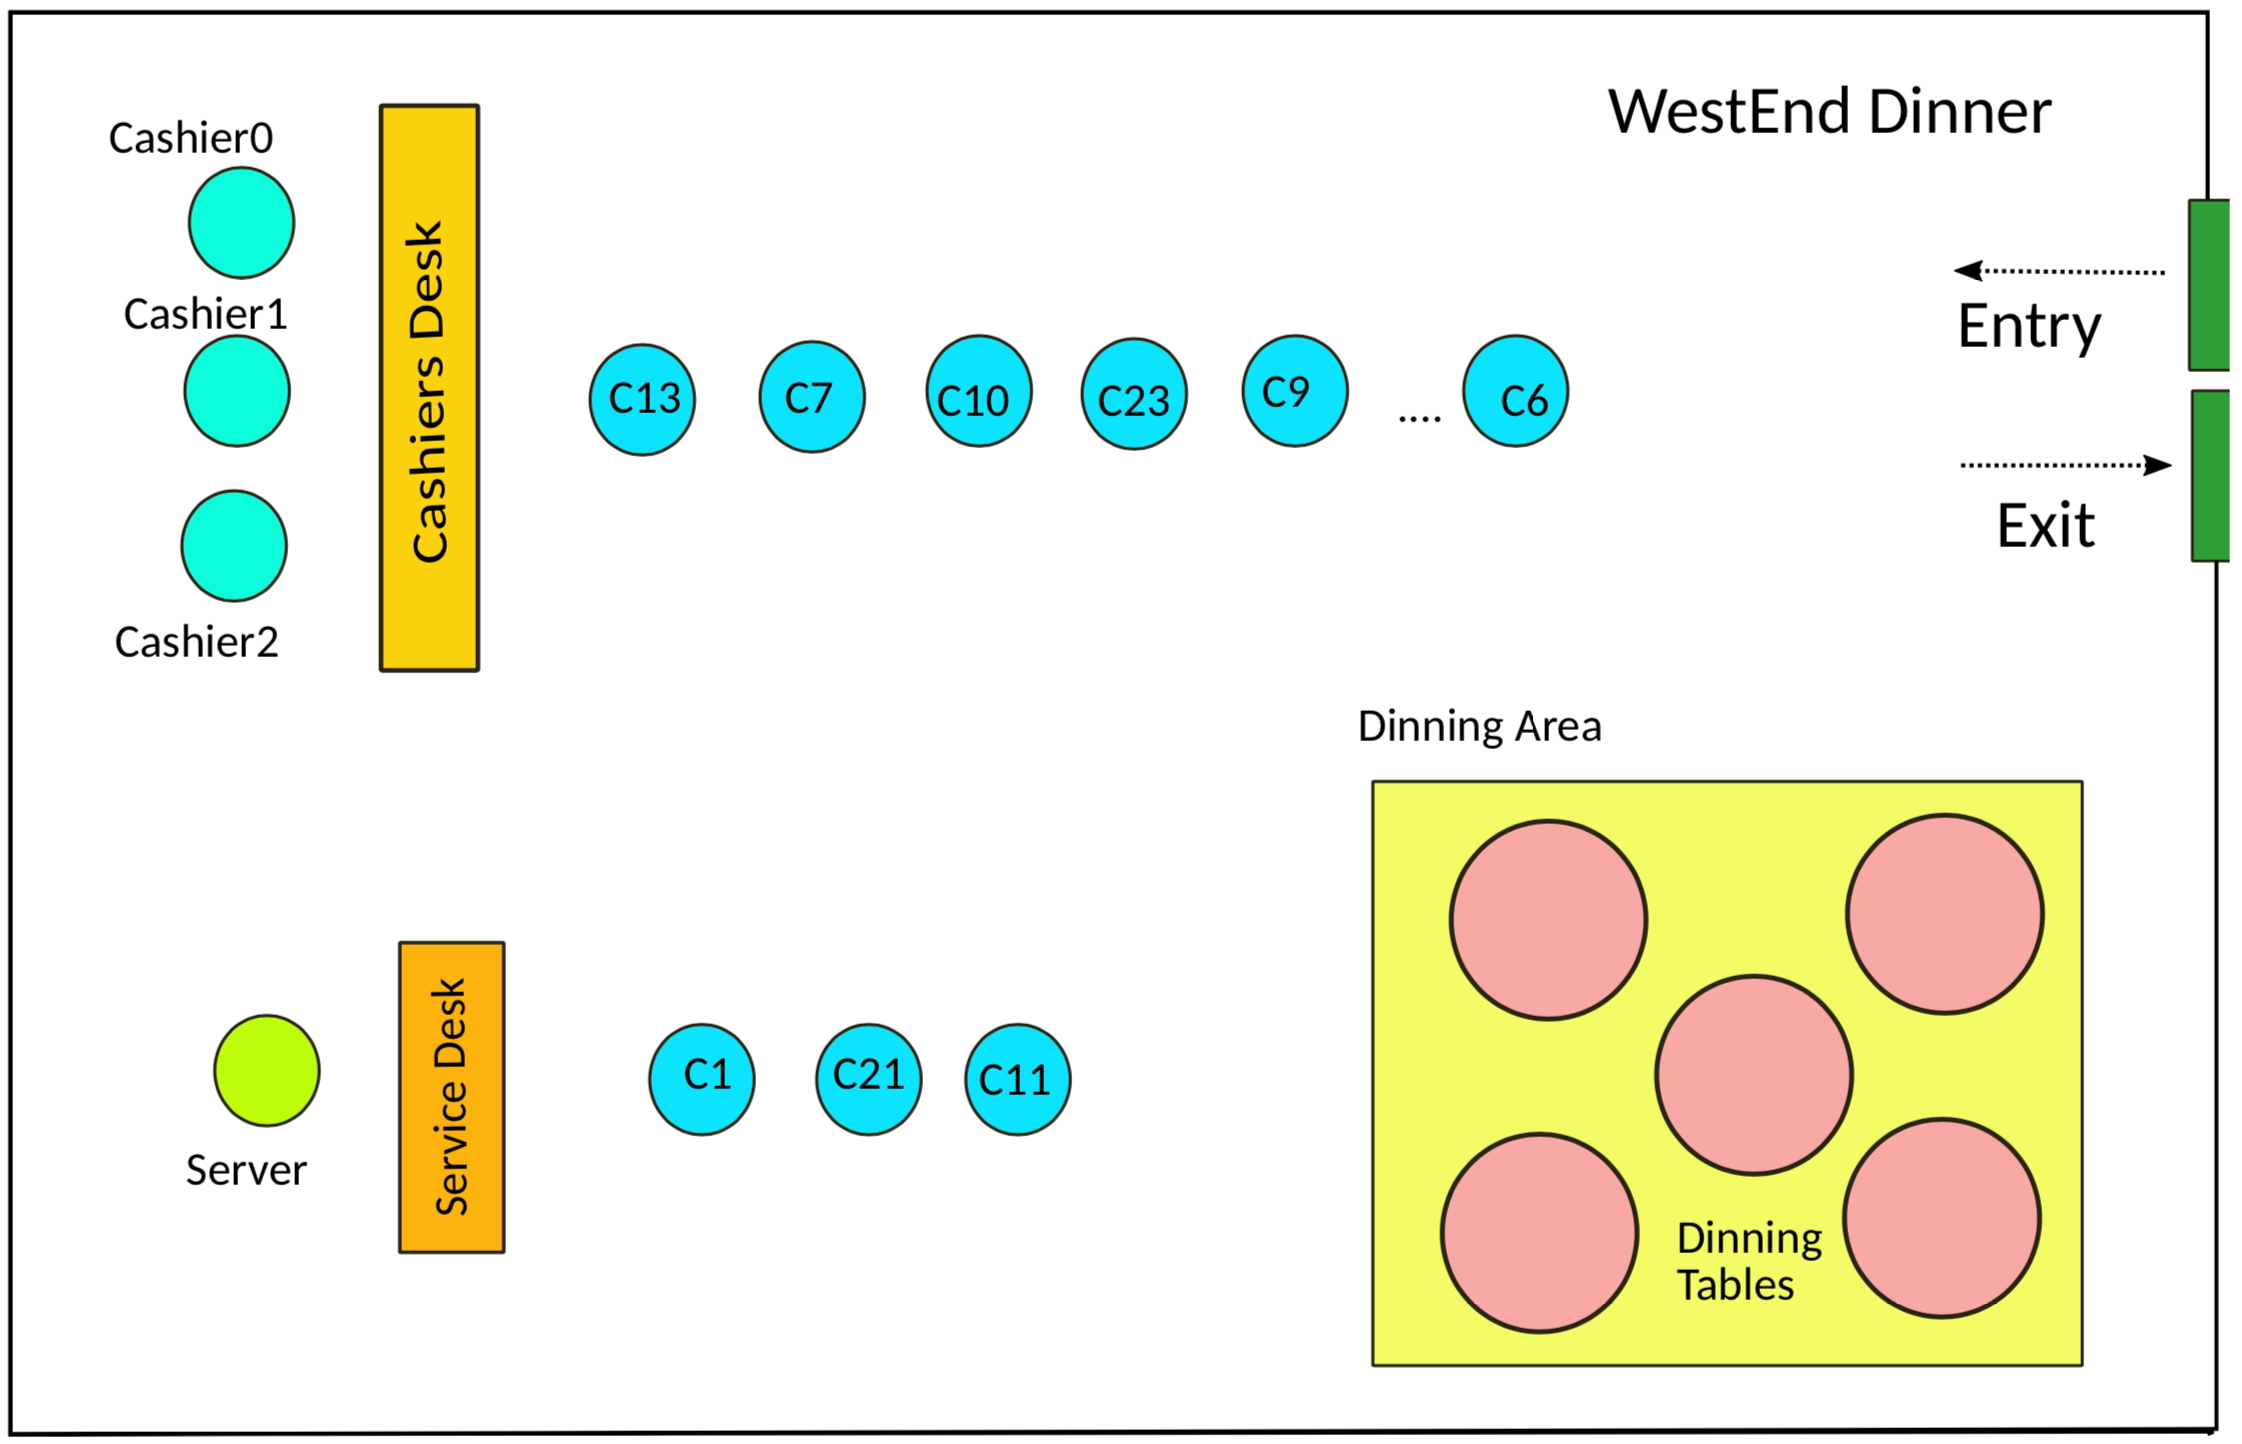 WestEnd Dinner
Cashier0
Cashier1
Cashier2
Cashiers Desk
C13 C7 C10 C23 C9 .... C6
Entry
Exit
Dinning Area
Server
Service Desk
C1 C21 C11
Dinning
Tables